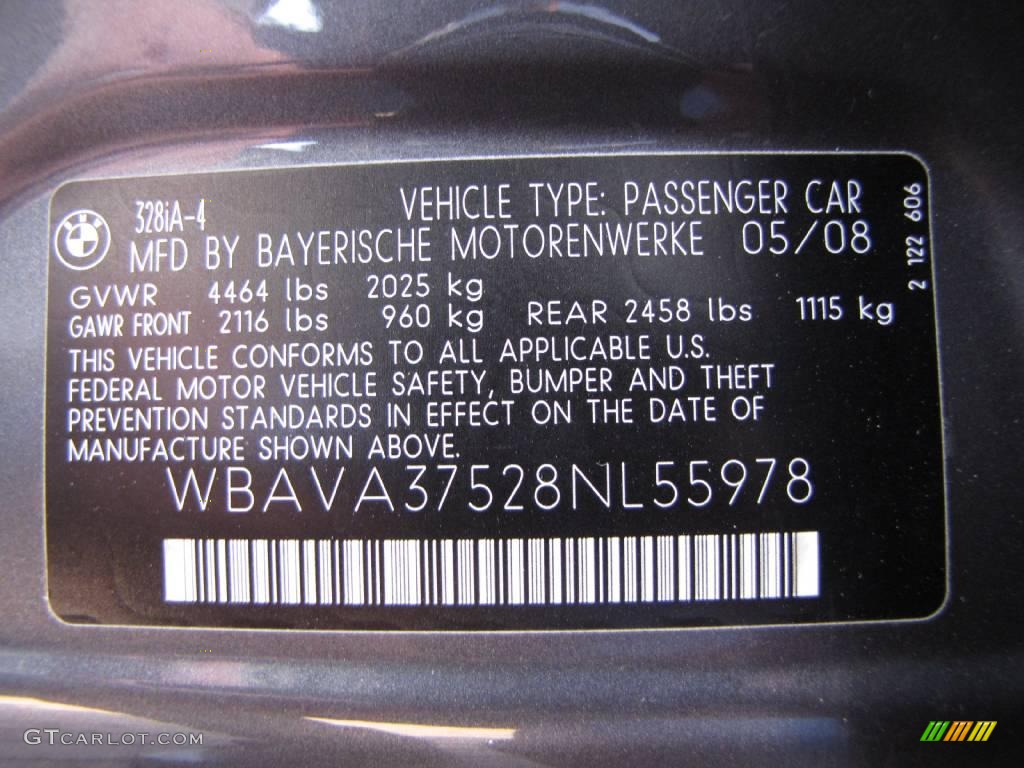 328iA-4 VEHICLE TYPE: PASSENGER CAR
MFD BY BAYERISCHE MOTORENWERKE 05/08
GVWR 4464 lbs 2025 kg
GAWR FRONT 2116 lbs 960 kg REAR 2458 lbs 1115 kg
THIS VEHICLE CONFORMS TO ALL APPLICABLE U.S.
FEDERAL MOTOR VEHICLE SAFETY, BUMPER AND THEFT
PREVENTION STANDARDS IN EFFECT ON THE DATE OF
MANUFACTURE SHOWN ABOVE.
WBAVA37528NL55978
2 122 606
GTCARLOT.COM